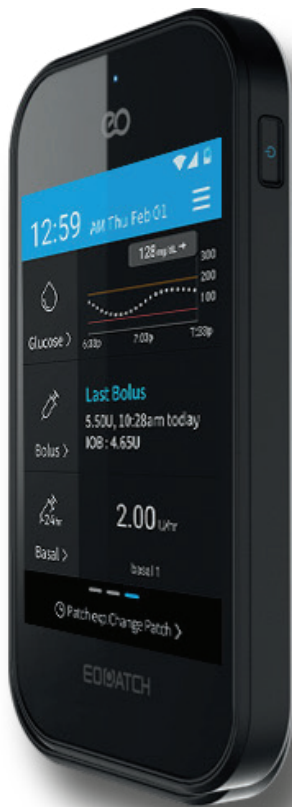 eo
12:59 AM Thu Feb 01
128 mg/dL →
300
200
100
6:03p 7:03p 7:33p
Glucose >
Last Bolus
5.50U, 10:28am today
IOB : 4.65U
Bolus >
24hr
2.00 U/hr
Basal >
basal 1
Patch exp: Change Patch >
EOPATCH